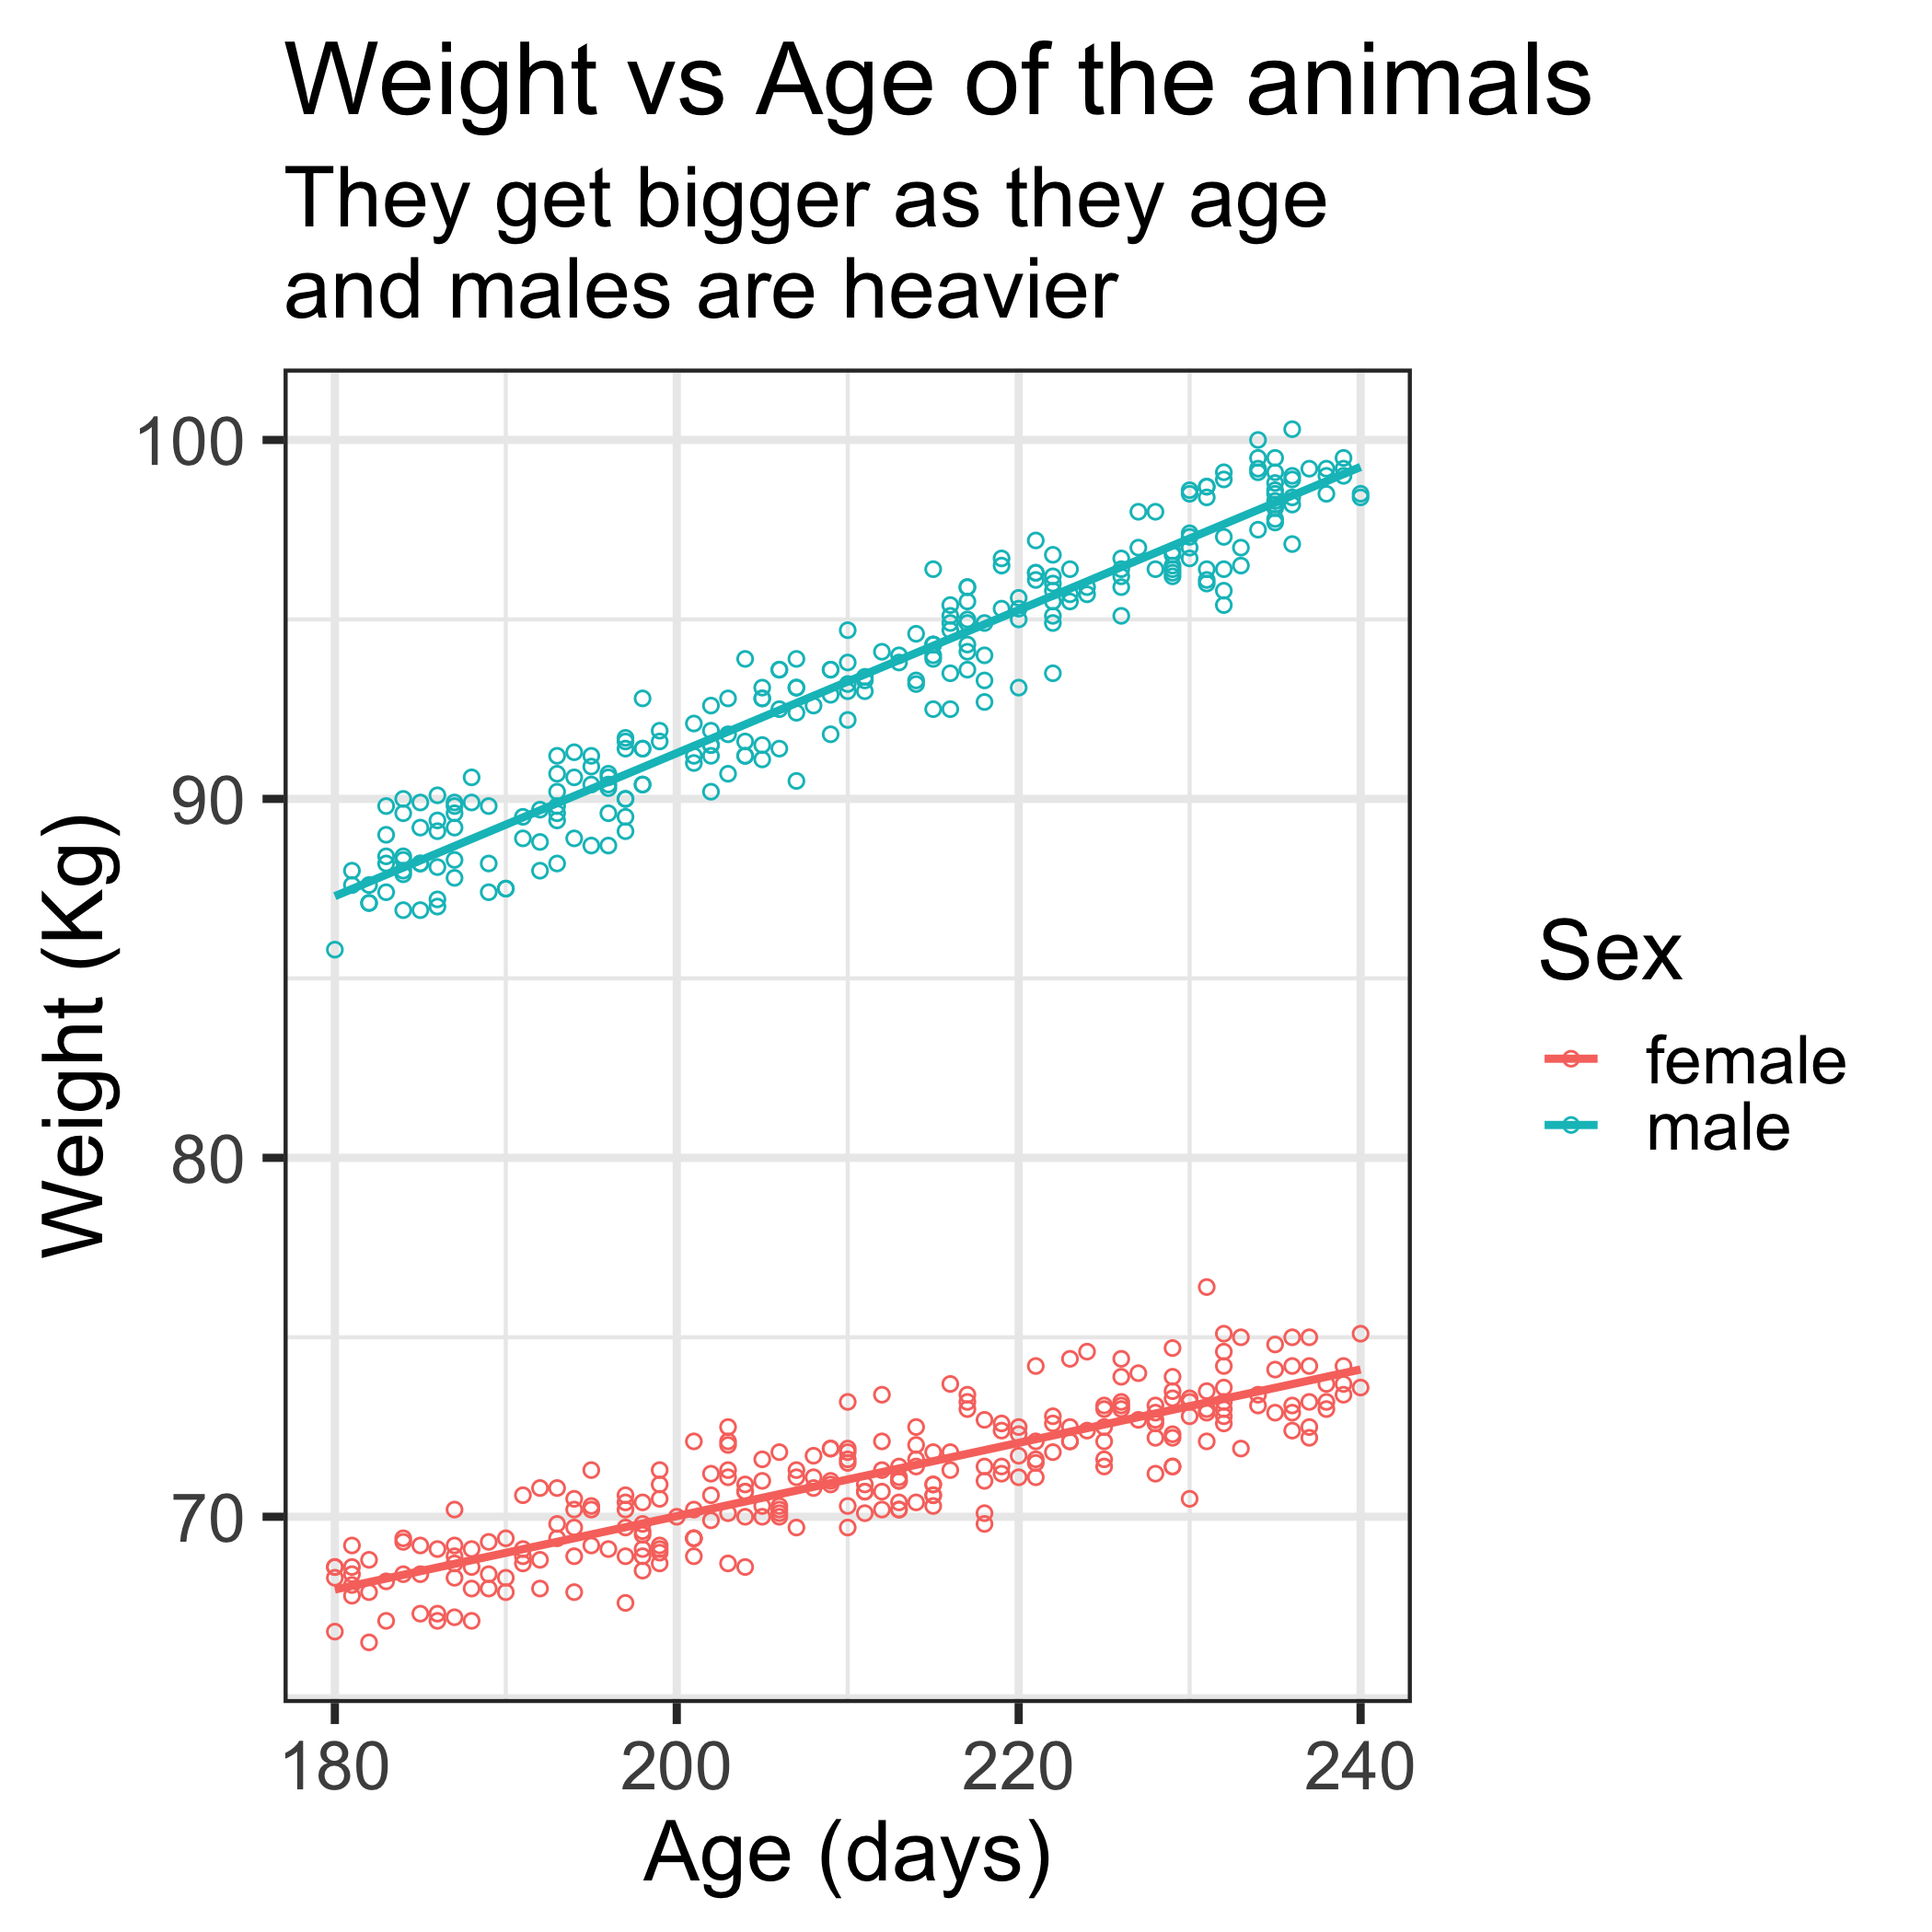 Weight vs Age of the animals
They get bigger as they age
and males are heavier
100
90
80
70
Weight (Kg)
180 200 220 240
Age (days)
Sex
female
male